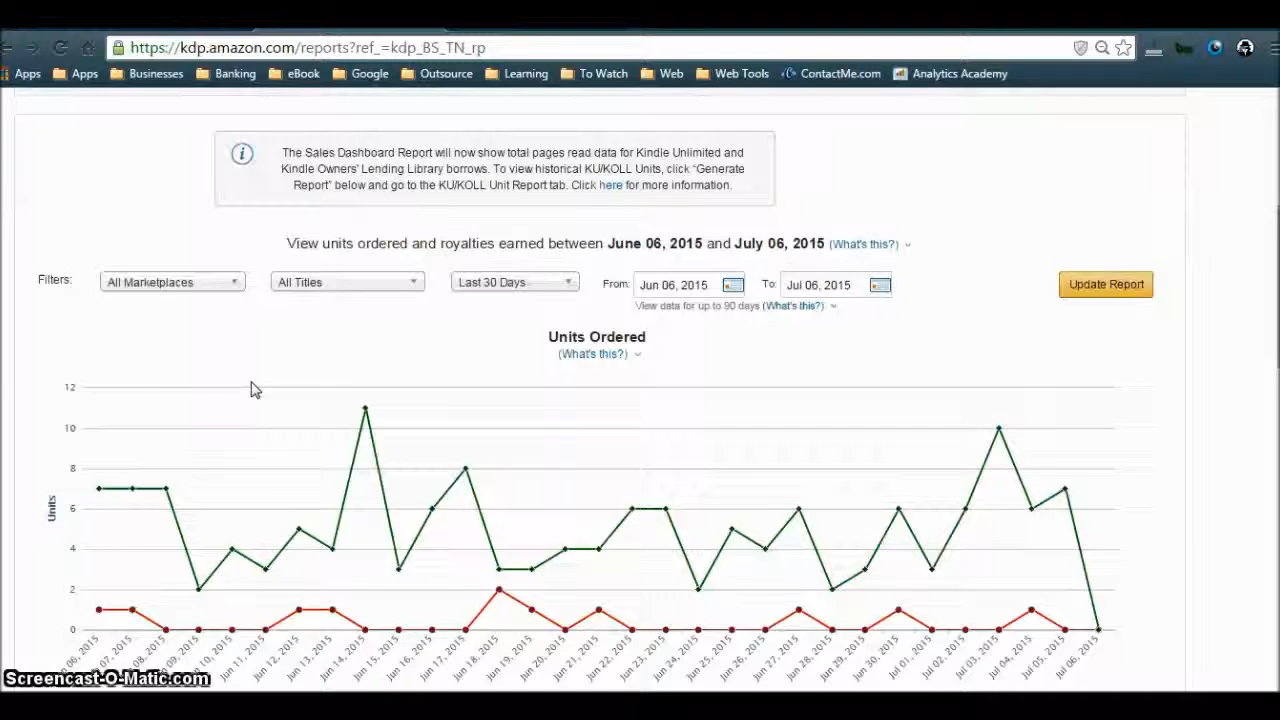 https://kdp.amazon.com/reports?ref_=kdp_BS_TN_rp
Apps Apps Businesses Banking eBook Google Outsource Learning To Watch Web Web Tools ContactMe.com Analytics Academy
The Sales Dashboard Report will now show total pages read data for Kindle Unlimited and
Kindle Owners' Lending Library borrows. To view historical KU/KOLL Units, click "Generate
Report" below and go to the KU/KOLL Unit Report tab. Click here for more information.
View units ordered and royalties earned between June 06, 2015 and July 06, 2015 (What's this?)
Filters: All Marketplaces All Titles Last 30 Days From: Jun 06, 2015 To: Jul 06, 2015 Update Report
View data for up to 90 days (What's this?)
Units Ordered
(What's this?)
12
10
8
6
4
2
0
Units
06, 2015 07, 2015 08, 2015 09, 2015 10, 2015 Jun 11, 2015 Jun 12, 2015 Jun 13, 2015 Jun 14, 2015 Jun 15, 2015 Jun 16, 2015 Jun 17, 2015 Jun 18, 2015 Jun 19, 2015 Jun 20, 2015 Jun 21, 2015 Jun 22, 2015 Jun 23, 2015 Jun 24, 2015 Jun 25, 2015 Jun 26, 2015 Jun 27, 2015 Jun 28, 2015 Jun 29, 2015 Jun 30, 2015 Jul 01, 2015 Jul 02, 2015 Jul 03, 2015 Jul 04, 2015 Jul 05, 2015 Jul 06, 2015
Screencast-O-Matic.com